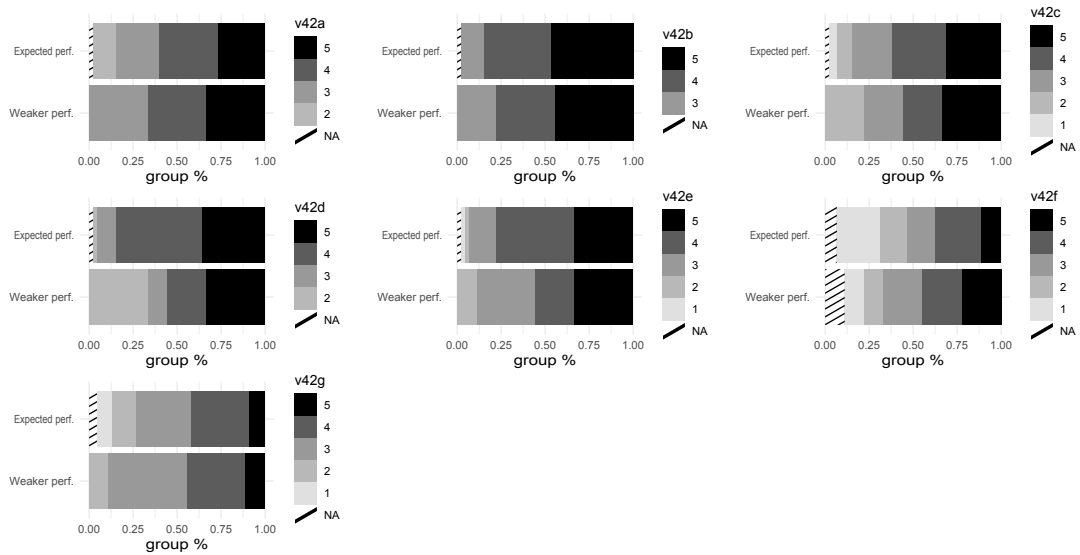 v42a
Expected perf.
Weaker perf.
5
4
3
2
NA
0.00 0.25 0.50 0.75 1.00
group %
v42b
5
4
3
NA
0.00 0.25 0.50 0.75 1.00
group %
v42c
Expected perf.
Weaker perf.
5
4
3
2
1
NA
0.00 0.25 0.50 0.75 1.00
group %
Expected perf.
Weaker perf.
v42d
Expected perf.
Weaker perf.
5
4
3
2
NA
0.00 0.25 0.50 0.75 1.00
group %
v42e
Expected perf.
Weaker perf.
5
4
3
2
1
NA
0.00 0.25 0.50 0.75 1.00
group %
v42f
Expected perf.
Weaker perf.
5
4
3
2
1
NA
0.00 0.25 0.50 0.75 1.00
group %
v42g
Expected perf.
Weaker perf.
5
4
3
2
1
NA
0.00 0.25 0.50 0.75 1.00
group %